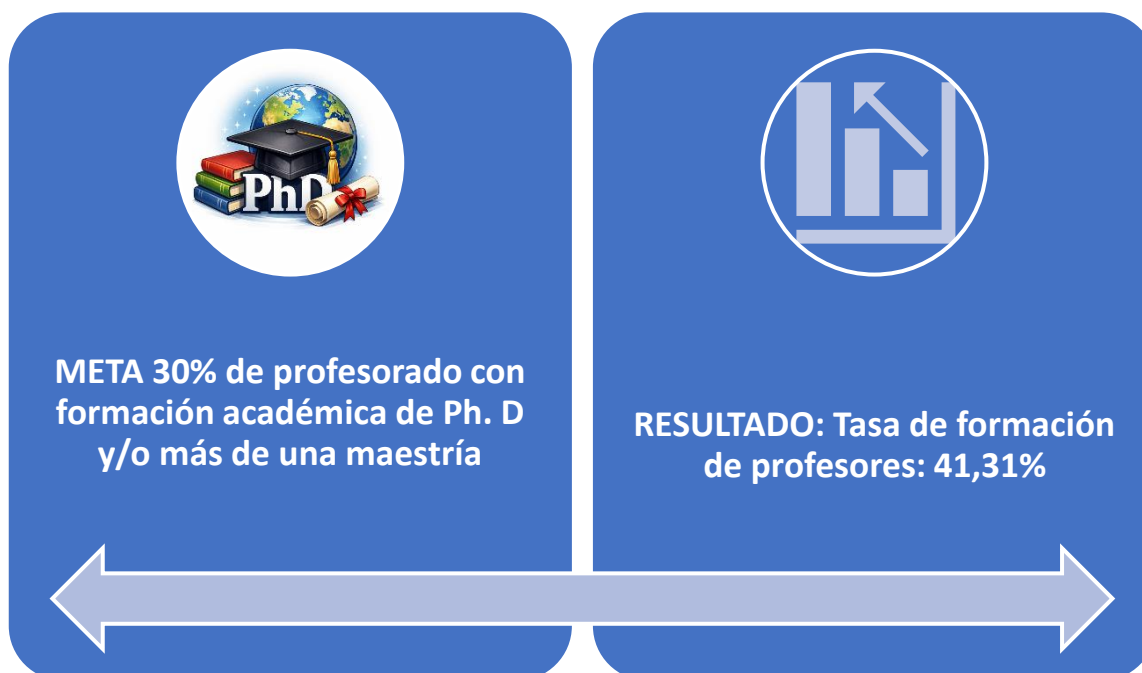 PhD
META 30% de profesorado con
formación académica de Ph. D
y/o más de una maestría
RESULTADO: Tasa de formación
de profesores: 41,31%